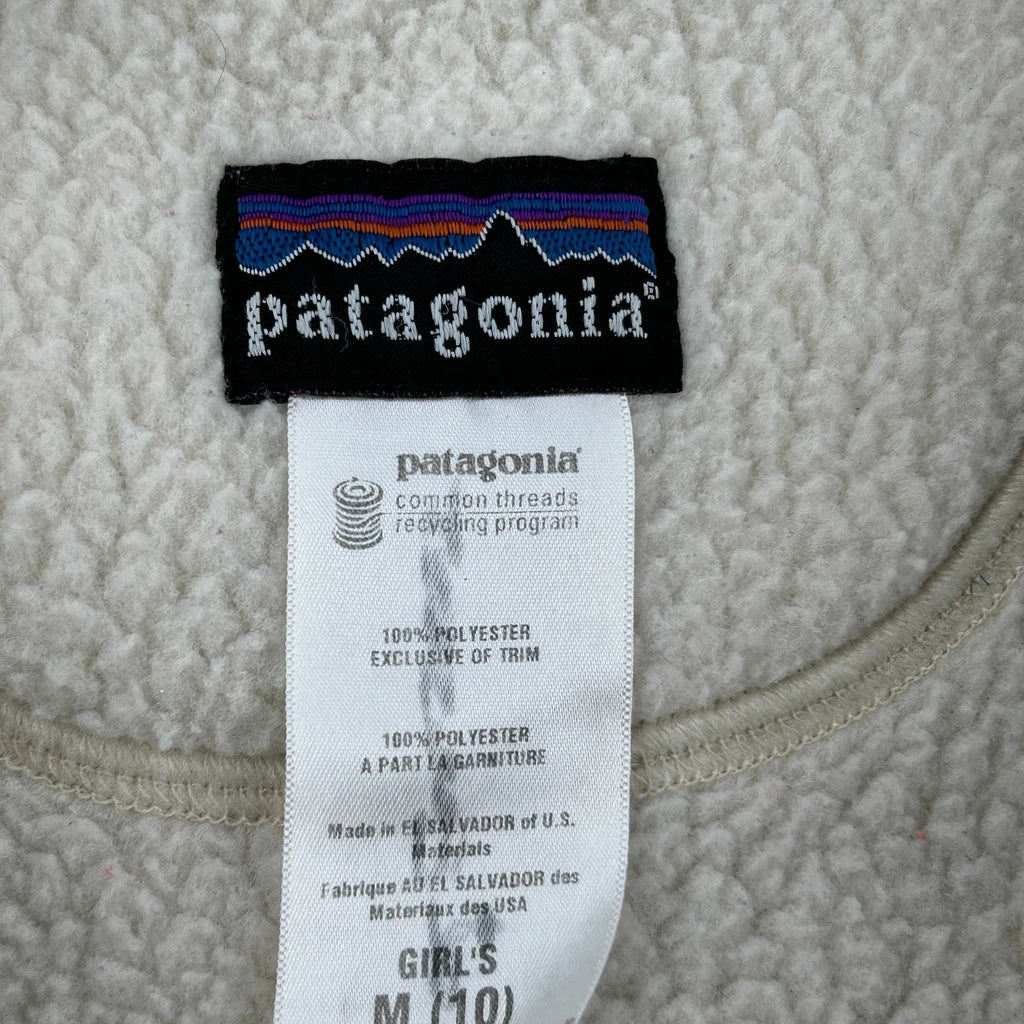 patagonia®
patagonia®
common threads
recycling program
100% POLYESTER
EXCLUSIVE OF TRIM
100% POLYESTER
A PART LA GARNITURE
Made in EL SALVADOR of U.S.
Materials
Fabrique AU EL SALVADOR des
Materiaux des USA
GIRL'S
M (10)